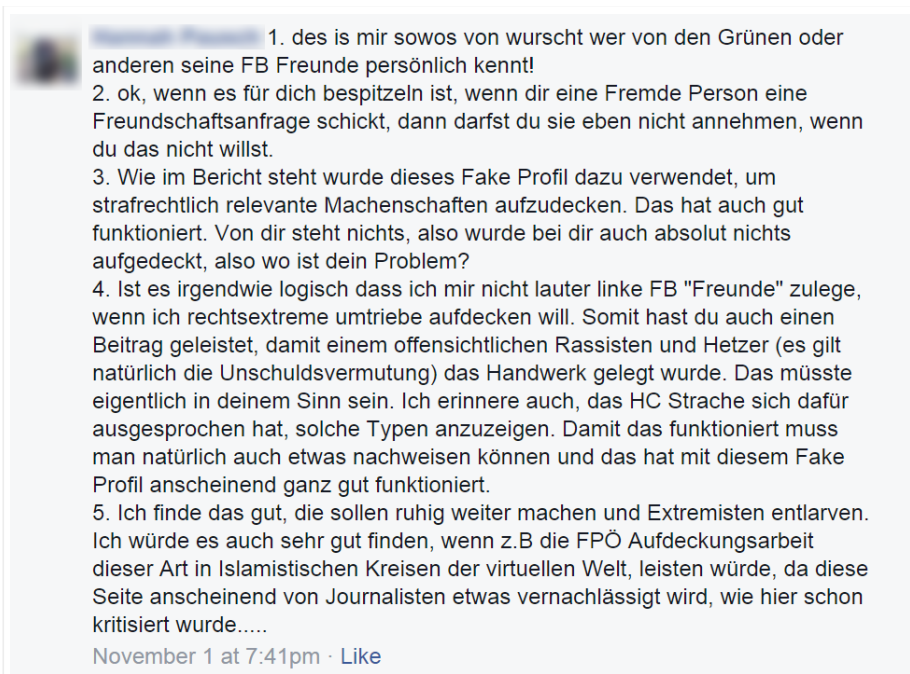 1. des is mir sowos von wurscht wer von den Grünen oder
anderen seine FB Freunde persönlich kennt!
2. ok, wenn es für dich bespitzeln ist, wenn dir eine Fremde Person eine
Freundschaftsanfrage schickt, dann darfst du sie eben nicht annehmen, wenn
du das nicht willst.
3. Wie im Bericht steht wurde dieses Fake Profil dazu verwendet, um
strafrechtlich relevante Machenschaften aufzudecken. Das hat auch gut
funktioniert. Von dir steht nichts, also wurde bei dir auch absolut nichts
aufgedeckt, also wo ist dein Problem?
4. Ist es irgendwie logisch dass ich mir nicht lauter linke FB "Freunde" zulege,
wenn ich rechtsextreme umtriebe aufdecken will. Somit hast du auch einen
Beitrag geleistet, damit einem offensichtlichen Rassisten und Hetzer (es gilt
natürlich die Unschuldsvermutung) das Handwerk gelegt wurde. Das müsste
eigentlich in deinem Sinn sein. Ich erinnere auch, das HC Strache sich dafür
ausgesprochen hat, solche Typen anzuzeigen. Damit das funktioniert muss
man natürlich auch etwas nachweisen können und das hat mit diesem Fake
Profil anscheinend ganz gut funktioniert.
5. Ich finde das gut, die sollen ruhig weiter machen und Extremisten entlarven.
Ich würde es auch sehr gut finden, wenn z.B die FPÖ Aufdeckungsarbeit
dieser Art in Islamistischen Kreisen der virtuellen Welt, leisten würde, da diese
Seite anscheinend von Journalisten etwas vernachlässigt wird, wie hier schon
kritisiert wurde.....
November 1 at 7:41pm · Like